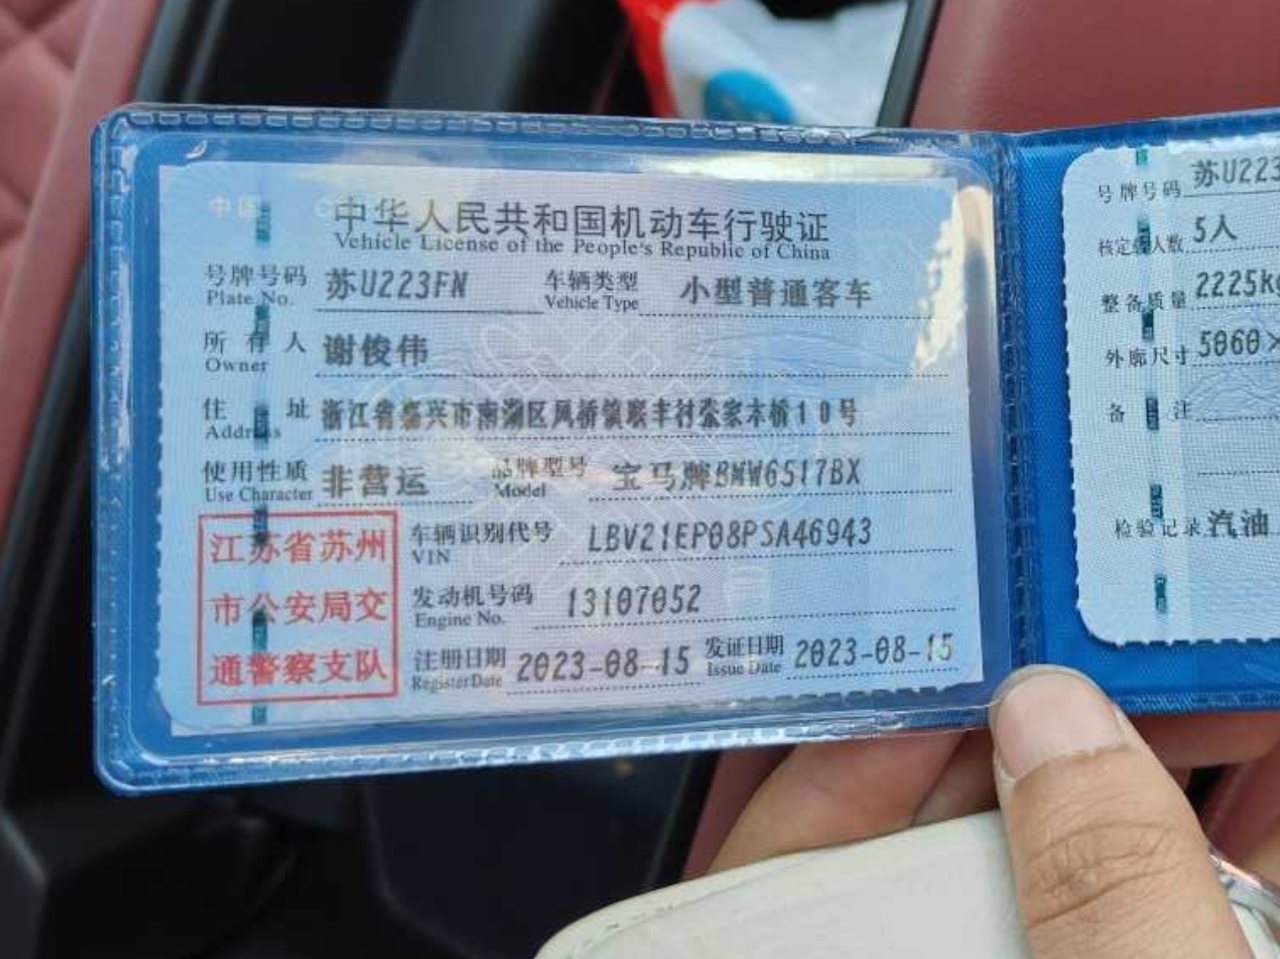 中华人民共和国机动车行驶证
Vehicle License of the People's Republic of China
号牌号码 苏U223FN 车辆类型 小型普通客车
Plate No. Vehicle Type
所有人 谢俊伟
Owner
住址 浙江省嘉兴市南湖区凤桥镇联丰村张家木桥10号
Address
使用性质 非营运 品牌型号 宝马牌BMW6517BX
Use Character Model
江苏省苏州
市公安局交
通警察支队
车辆识别代号 LBV21EP08PSA46943
VIN
发动机号码 13107052
Engine No.
注册日期 2023-08-15 发证日期 2023-08-15
Register Date Issue Date
号牌号码 苏U223
核定载人数 5人
整备质量 2225kg
外廓尺寸 5060×
备注
检验记录 汽油